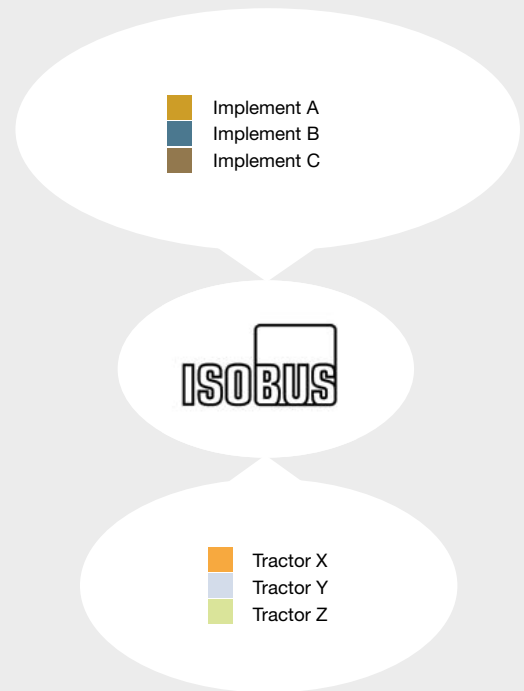 Implement A
Implement B
Implement C
ISOBUS
Tractor X
Tractor Y
Tractor Z